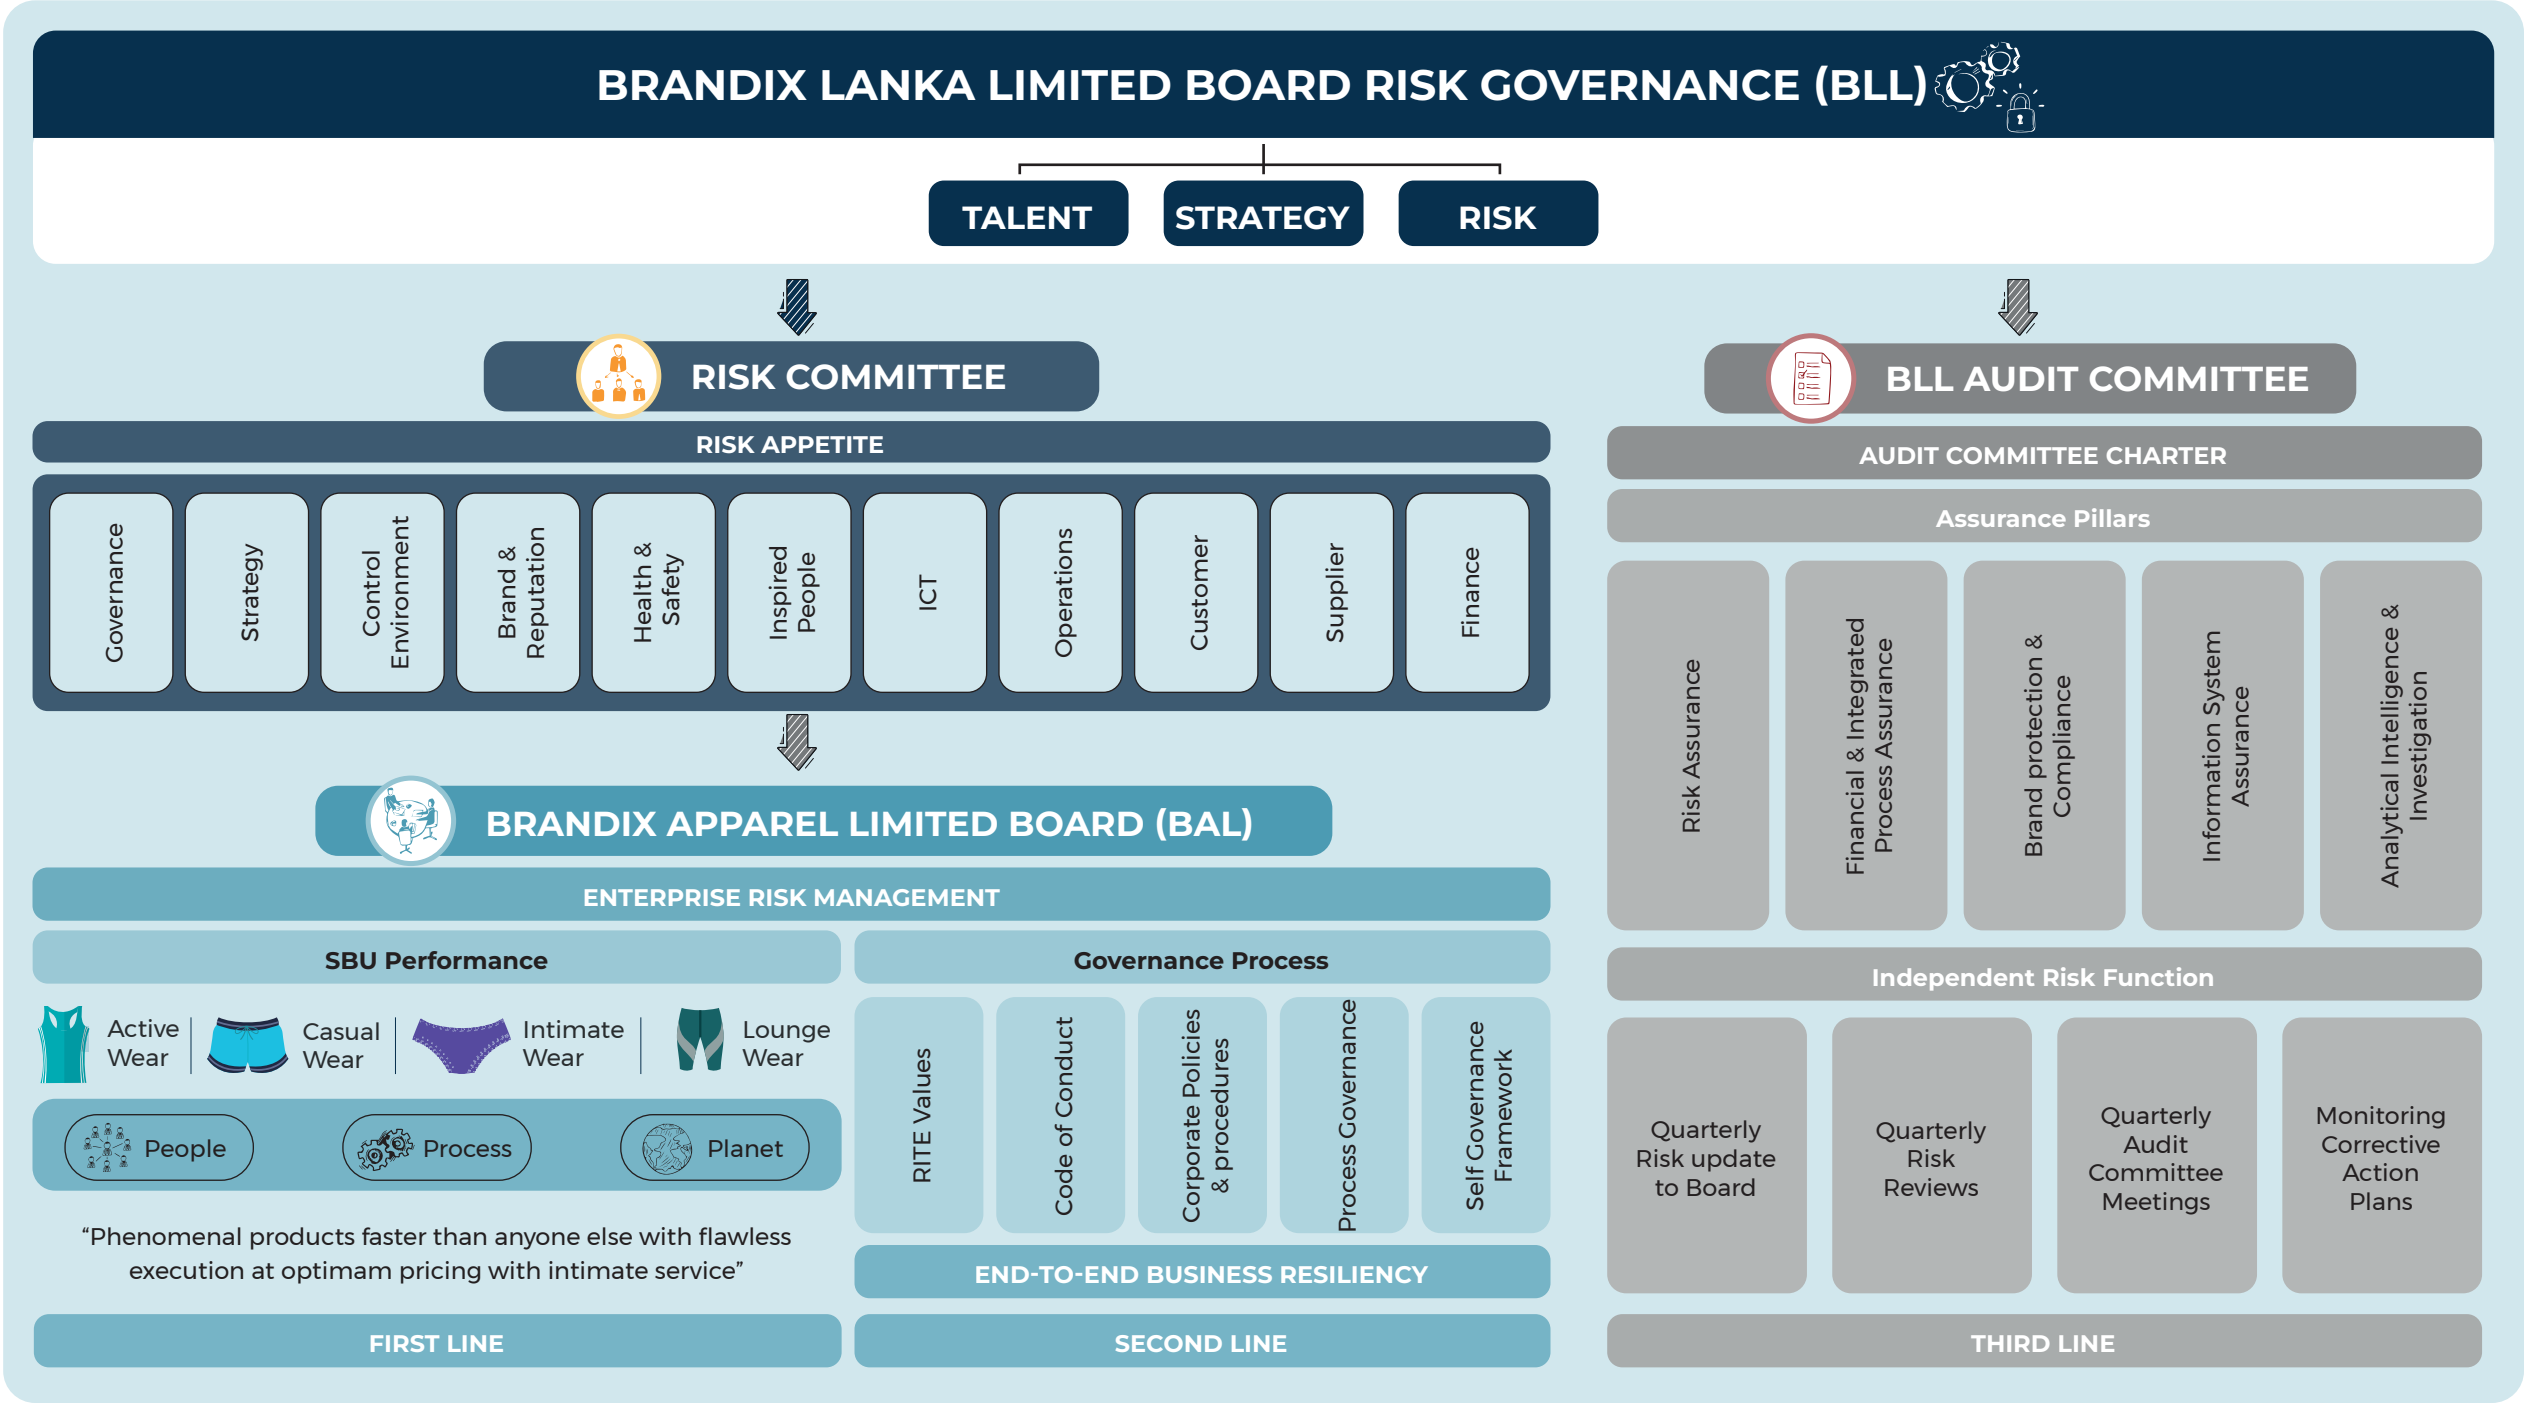 BRANDIX LANKA LIMITED BOARD RISK GOVERNANCE (BLL)
TALENT
STRATEGY
RISK
RISK COMMITTEE
RISK APPETITE
Governance
Strategy
Control
Environment
Brand &
Reputation
Health &
Safety
Inspired
People
ICT
Operations
Customer
Supplier
Finance
BRANDIX APPAREL LIMITED BOARD (BAL)
ENTERPRISE RISK MANAGEMENT
SBU Performance
Active
Wear
Casual
Wear
Intimate
Wear
Lounge
Wear
People
Process
Planet
“Phenomenal products faster than anyone else with flawless
execution at optimam pricing with intimate service”
FIRST LINE
Governance Process
RITE Values
Code of Conduct
Corporate Policies
& procedures
Process Governance
Self Governance
Framework
END-TO-END BUSINESS RESILIENCY
SECOND LINE
BLL AUDIT COMMITTEE
AUDIT COMMITTEE CHARTER
Assurance Pillars
Risk Assurance
Financial & Integrated
Process Assurance
Brand protection &
Compliance
Information System
Assurance
Analytical Intelligence &
Investigation
Independent Risk Function
Quarterly
Risk update
to Board
Quarterly
Risk
Reviews
Quarterly
Audit
Committee
Meetings
Monitoring
Corrective
Action
Plans
THIRD LINE